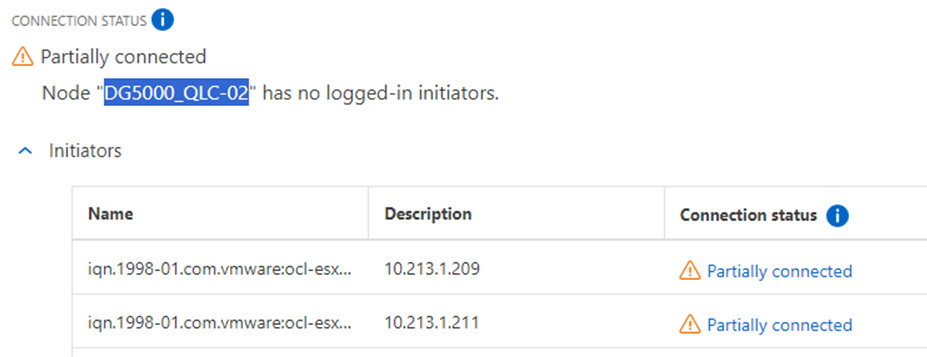 CONNECTION STATUS i
Partially connected
Node "DG5000_QLC-02" has no logged-in initiators.
Initiators
Name Description Connection status i
iqn.1998-01.com.vmware:ocl-esx... 10.213.1.209 Partially connected
iqn.1998-01.com.vmware:ocl-esx... 10.213.1.211 Partially connected